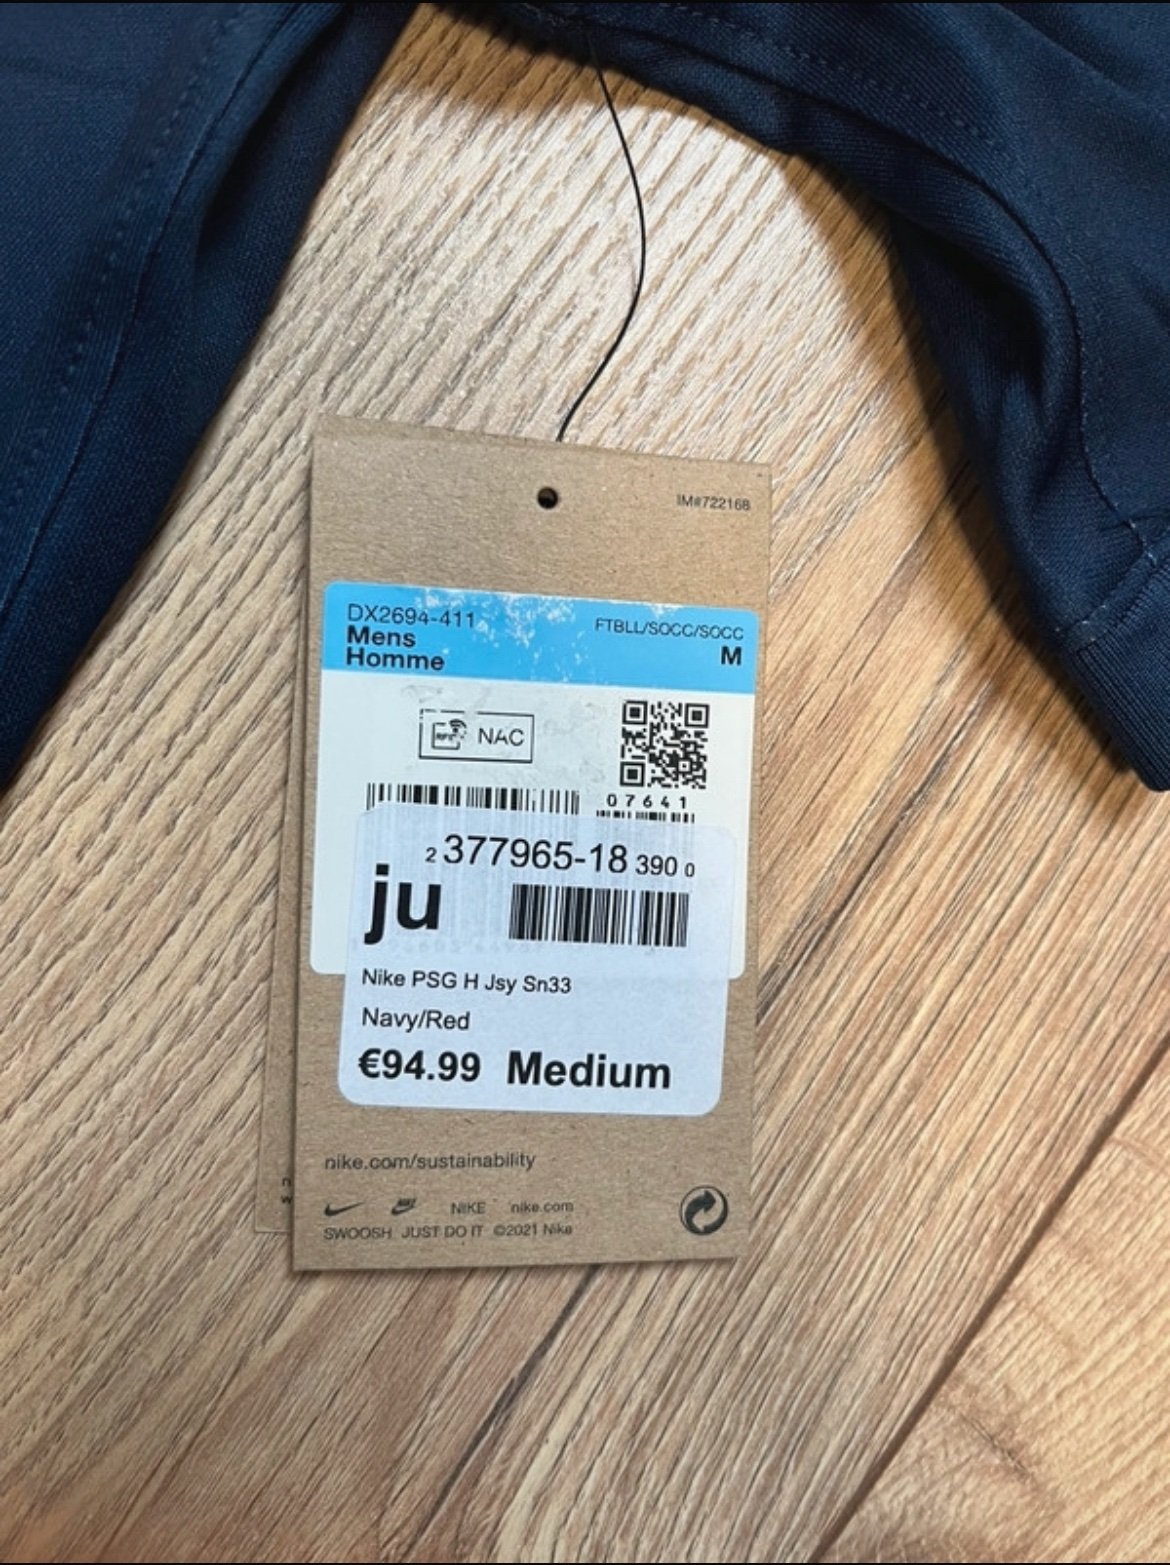 IM#722168
DX2694-411
FTBLL/SOCC/SOCC
Mens
M
Homme
NAC
07641
2 377965-18 390 0
ju
Nike PSG H Jsy Sn33
Navy/Red
€94.99 Medium
nike.com/sustainability
NIKE nike.com
SWOOSH JUST DO IT ©2021 Nike